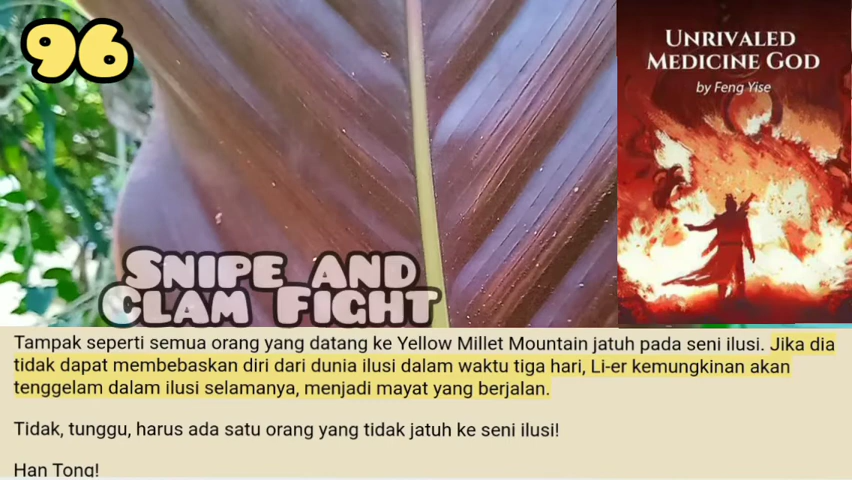 96
UNRIVALED
MEDICINE GOD
by Feng Yise
SNIPE AND
CLAM FIGHT
Tampak seperti semua orang yang datang ke Yellow Millet Mountain jatuh pada seni ilusi. Jika dia
tidak dapat membebaskan diri dari dunia ilusi dalam waktu tiga hari, Li-er kemungkinan akan
tenggelam dalam ilusi selamanya, menjadi mayat yang berjalan.
Tidak, tunggu, harus ada satu orang yang tidak jatuh ke seni ilusi!
Han Tong!